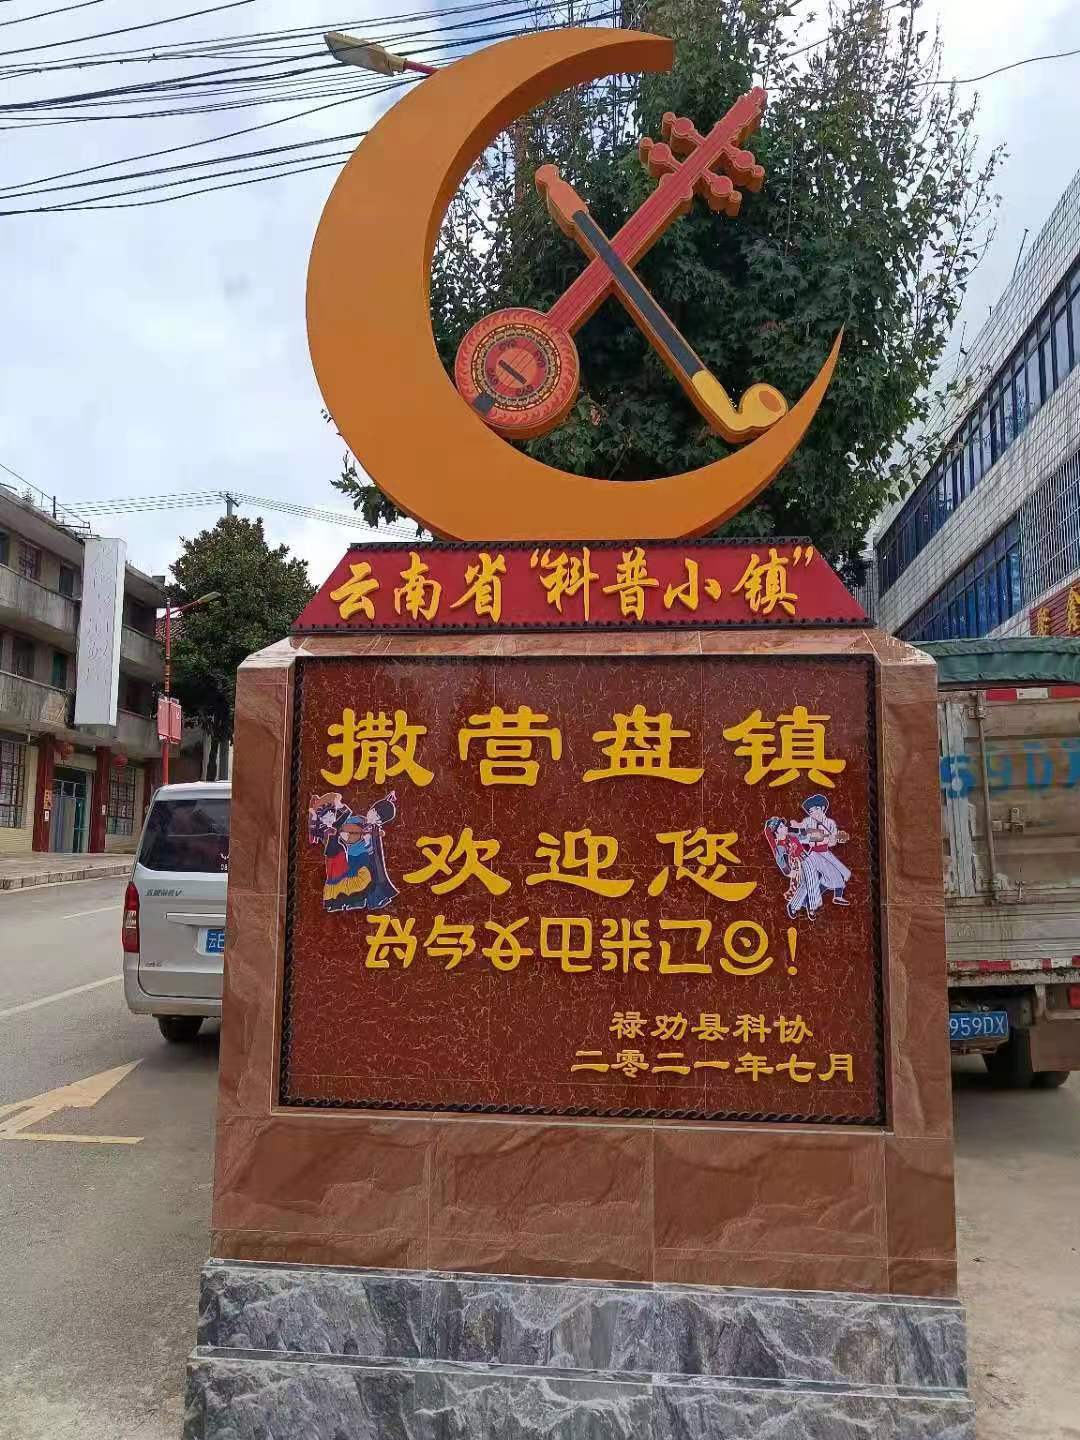 云南省“科普小镇”
撒营盘镇
欢迎您
禄劝县科协
二零二一年七月
959DX